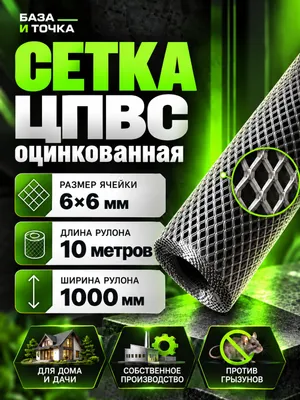 БАЗА
И ТОЧКА
СЕТКА
ЦПВС
оцинкованная
РАЗМЕР ЯЧЕЙКИ
6×6 мм
ДЛИНА РУЛОНА
10 метров
ШИРИНА РУЛОНА
1000 мм
ДЛЯ ДОМА
И ДАЧИ
СОБСТВЕННОЕ
ПРОИЗВОДСТВО
ПРОТИВ
ГРЫЗУНОВ